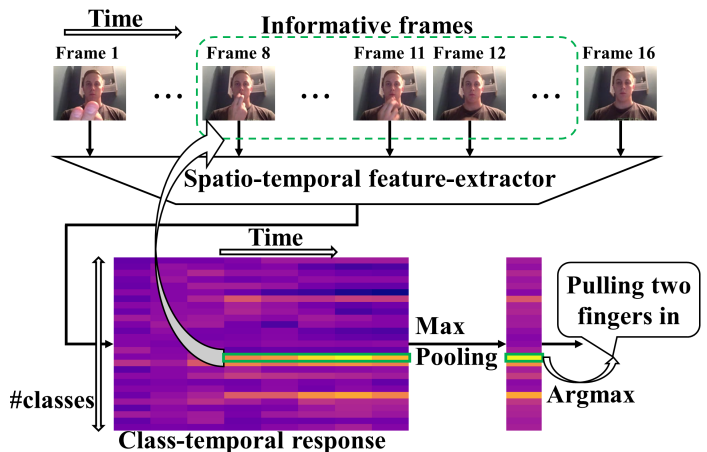 Time
Informative frames
Frame 1
Frame 8
Frame 11
Frame 12
Frame 16
...
...
...
Spatio-temporal feature-extractor
Time
Max
Pooling
Pulling two
fingers in
#classes
Argmax
Class-temporal response